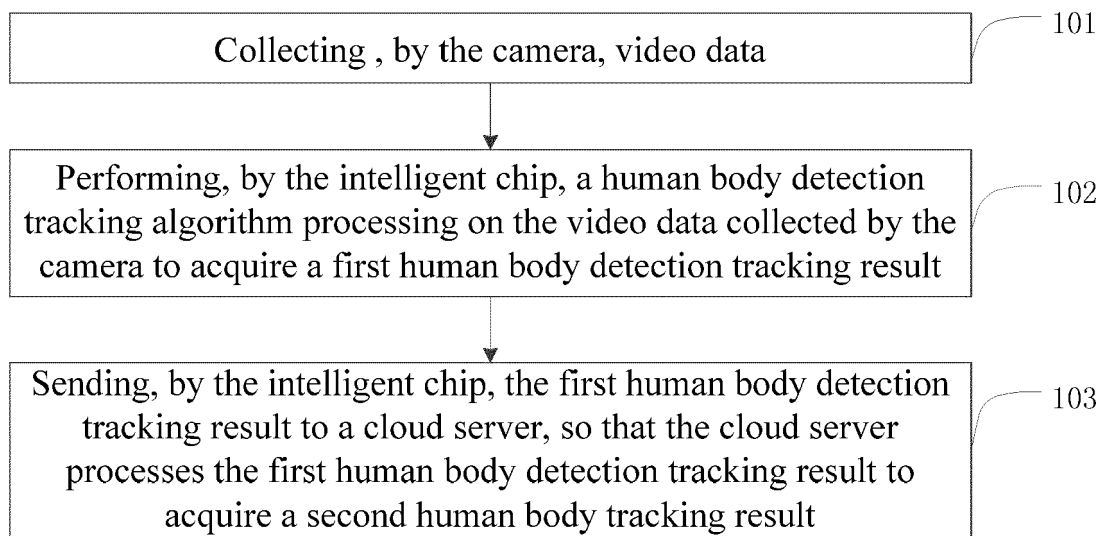 Collecting , by the camera, video data
101
Performing, by the intelligent chip, a human body detection
tracking algorithm processing on the video data collected by the
camera to acquire a first human body detection tracking result
102
Sending, by the intelligent chip, the first human body detection
tracking result to a cloud server, so that the cloud server
processes the first human body detection tracking result to
acquire a second human body tracking result
103